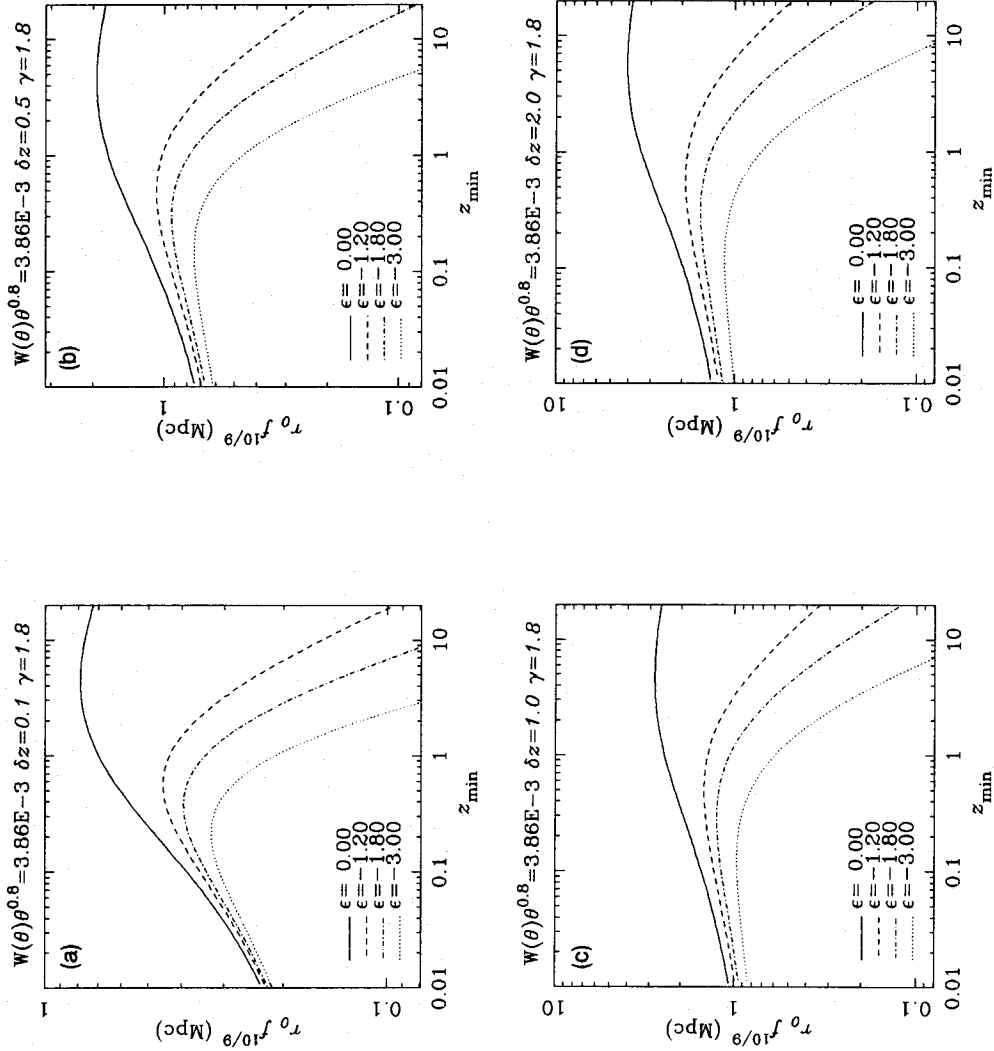 W(θ)θ^0.8=3.86E−3 δz=0.1 γ=1.8
(a)
1
0.1
r_0 f^10/9 (Mpc)
ϵ= 0.00
ϵ=−1.20
ϵ=−1.80
ϵ=−3.00
0.01 0.1 1 10
z_min
W(θ)θ^0.8=3.86E−3 δz=0.5 γ=1.8
(b)
1
0.1
r_0 f^10/9 (Mpc)
ϵ= 0.00
ϵ=−1.20
ϵ=−1.80
ϵ=−3.00
0.01 0.1 1 10
z_min
W(θ)θ^0.8=3.86E−3 δz=1.0 γ=1.8
(c)
10
1
0.1
r_0 f^10/9 (Mpc)
ϵ= 0.00
ϵ=−1.20
ϵ=−1.80
ϵ=−3.00
0.01 0.1 1 10
z_min
W(θ)θ^0.8=3.86E−3 δz=2.0 γ=1.8
(d)
10
1
0.1
r_0 f^10/9 (Mpc)
ϵ= 0.00
ϵ=−1.20
ϵ=−1.80
ϵ=−3.00
0.01 0.1 1 10
z_min